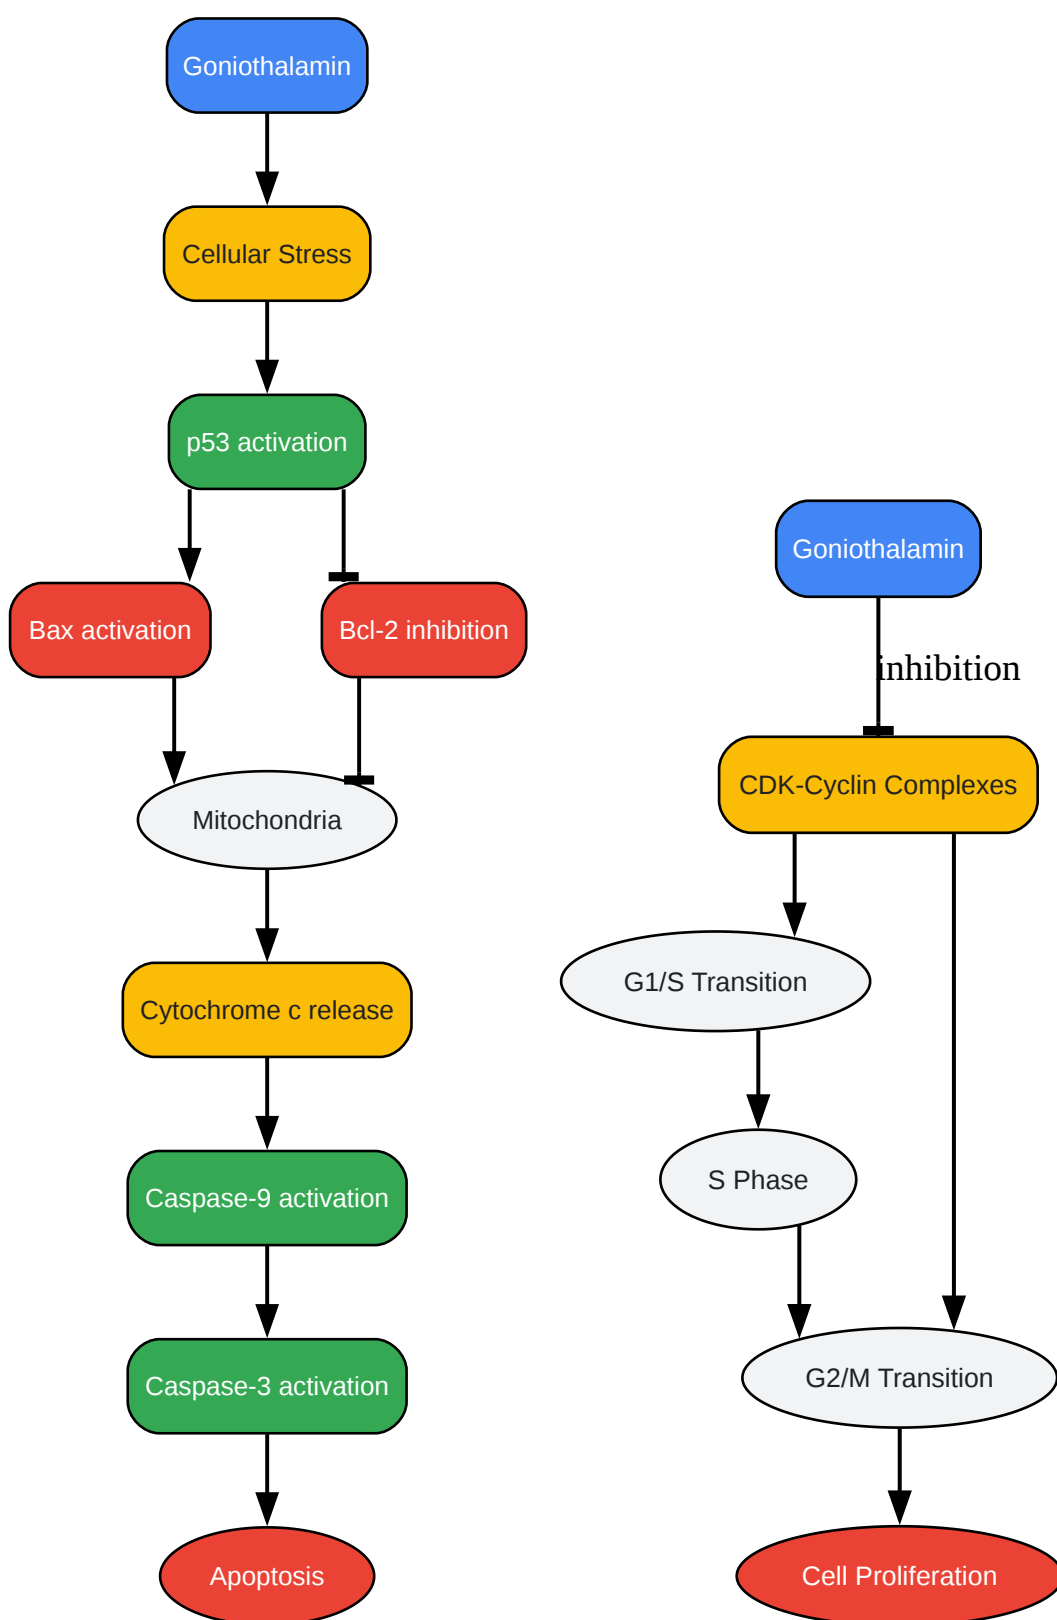 Goniothalamin
Cellular Stress
p53 activation
Bax activation
Bcl-2 inhibition
Mitochondria
Cytochrome c release
Caspase-9 activation
Caspase-3 activation
Apoptosis
Goniothalamin
inhibition
CDK-Cyclin Complexes
G1/S Transition
S Phase
G2/M Transition
Cell Proliferation